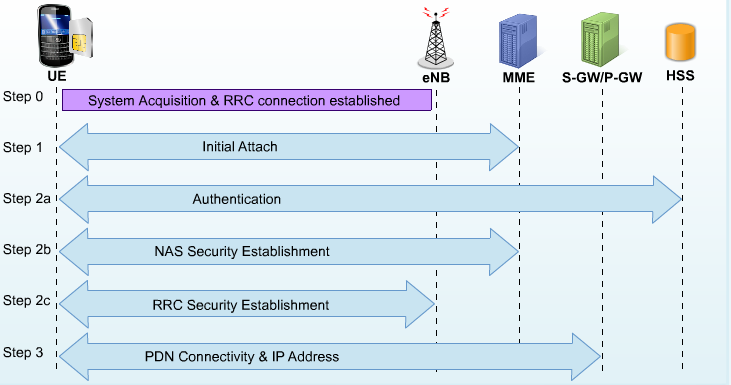 UE
eNB
MME
S-GW/P-GW
HSS
Step 0
System Acquisition & RRC connection established
Step 1
Initial Attach
Step 2a
Authentication
Step 2b
NAS Security Establishment
Step 2c
RRC Security Establishment
Step 3
PDN Connectivity & IP Address